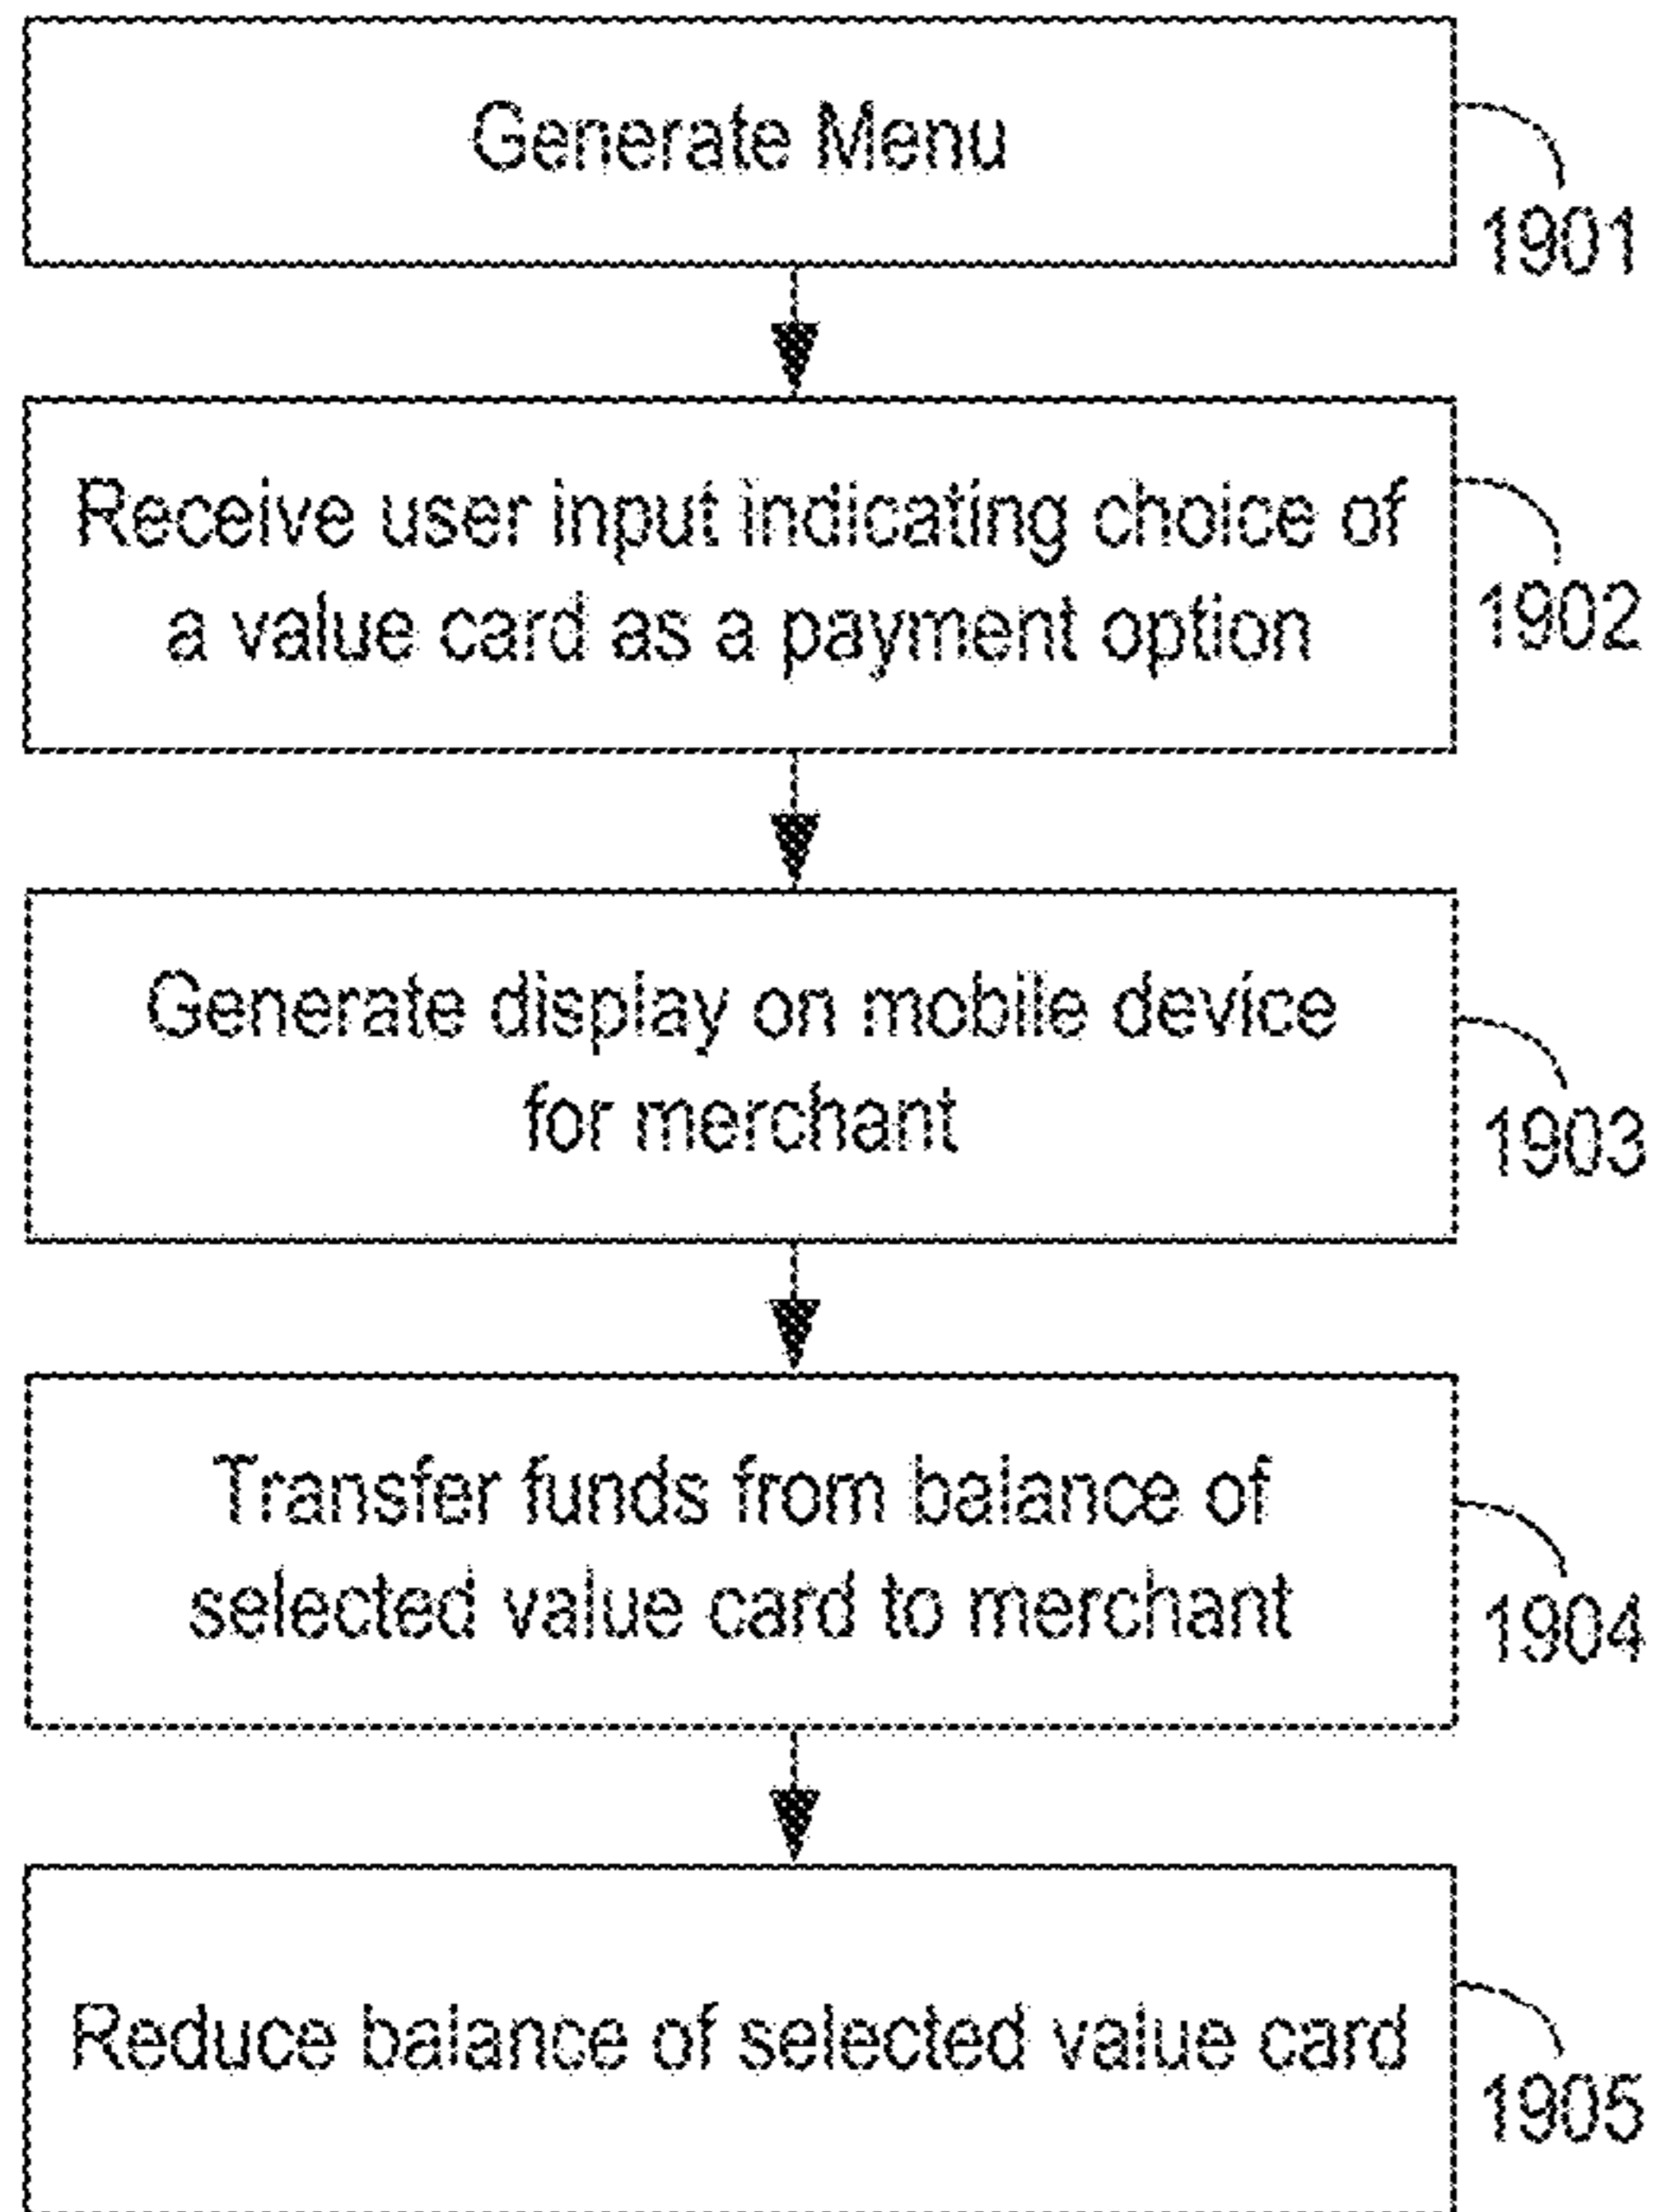 Generate Menu
1901
Receive user input indicating choice of
a value card as a payment option
1902
Generate display on mobile device
for merchant
1903
Transfer funds from balance of
selected value card to merchant
1904
Reduce balance of selected value card
1905